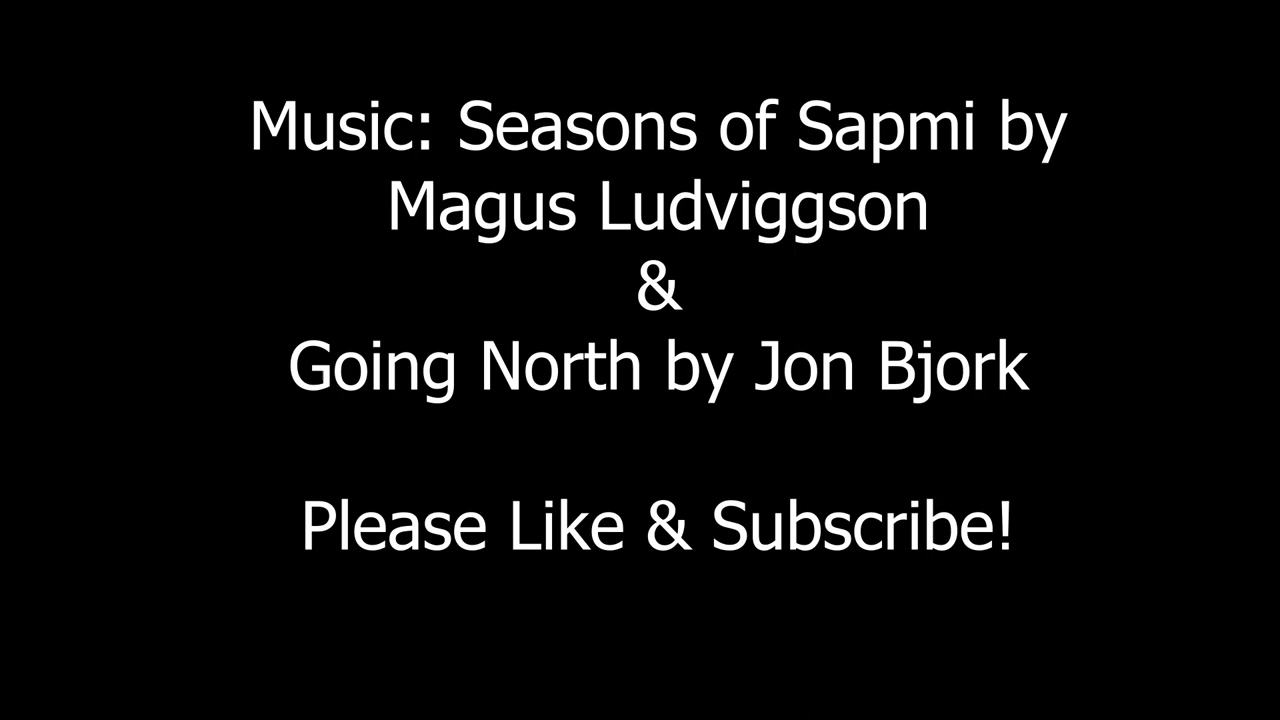 Music: Seasons of Sapmi by
Magus Ludviggson
&
Going North by Jon Bjork
Please Like & Subscribe!